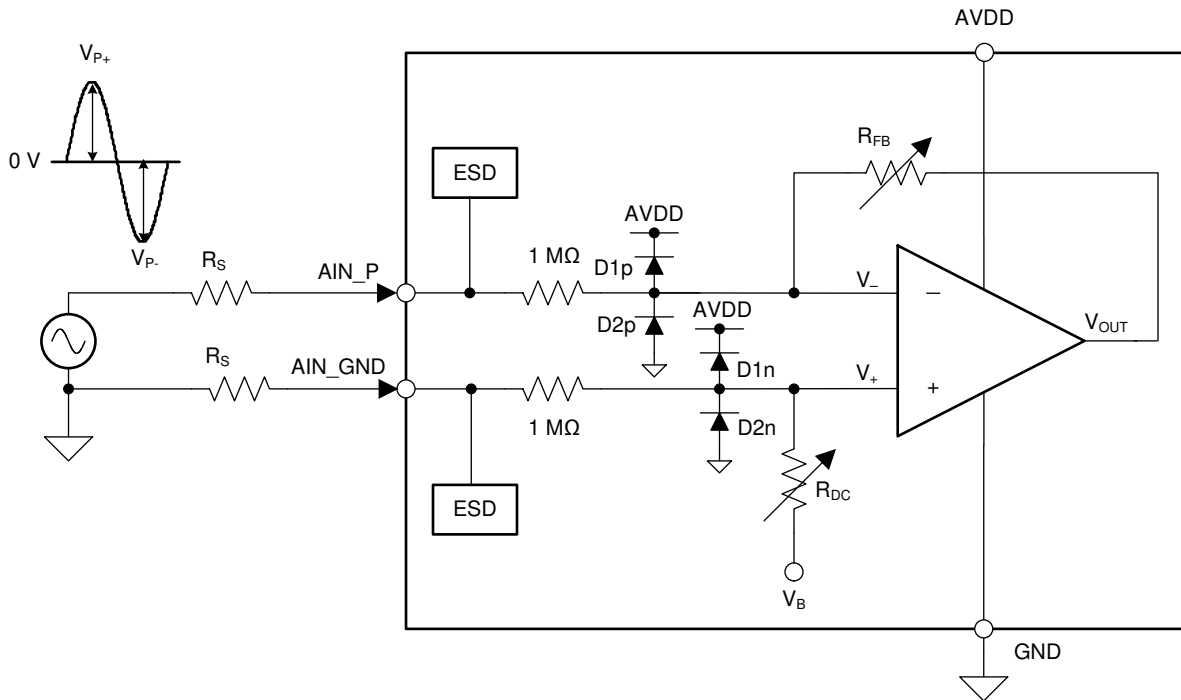 AVDD
V_P+
0 V
V_P-
ESD
R_FB
AVDD
R_S
AIN_P
1 MΩ
D1p
V_–
–
D2p
AVDD
V_OUT
R_S
AIN_GND
D1n
V_+
+
1 MΩ
D2n
R_DC
ESD
V_B
GND